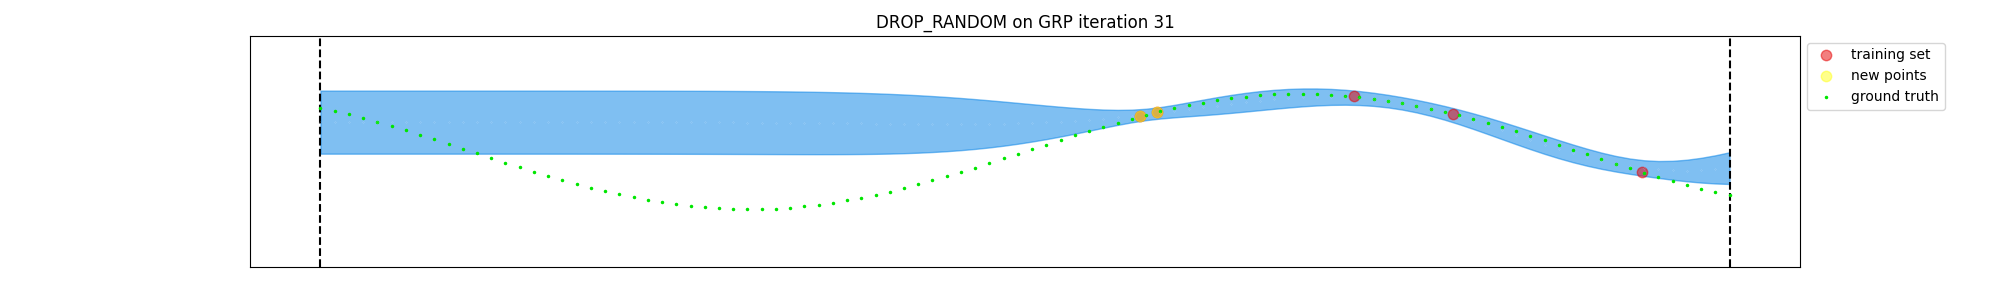 DROP_RANDOM on GRP iteration 31
training set
new points
ground truth